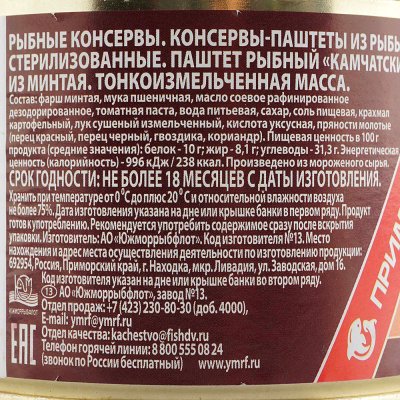 РЫБНЫЕ КОНСЕРВЫ. КОНСЕРВЫ-ПАШТЕТЫ ИЗ РЫБЫ
СТЕРИЛИЗОВАННЫЕ. ПАШТЕТ РЫБНЫЙ «КАМЧАТСКИ
ИЗ МИНТАЯ. ТОНКОИЗМЕЛЬЧЕННАЯ МАССА.
Состав: фарш минтая, мука пшеничная, масло соевое рафинированное
дезодорированное, томатная паста, вода питьевая, сахар, соль пищевая, крахмал
картофельный, лук сушеный измельченный, кислота уксусная, пряности молотые
(перец красный, перец черный, гвоздика, кориандр). Пищевая ценность в 100 г
продукта (средние значения): белок - 10 г; жир - 8,1 г; углеводы - 31,3 г. Энергетическая
ценность (калорийность) - 996 кДж / 238 ккал. Произведено из мороженого сырья.
СРОК ГОДНОСТИ: НЕ БОЛЕЕ 18 МЕСЯЦЕВ С ДАТЫ ИЗГОТОВЛЕНИЯ.
Хранить при температуре от 0°С до плюс 20°С и относительной влажности воздуха
не более 75%. Дата изготовления указана на дне или крышке банки в первом ряду. Продукт
готов к употреблению. Рекомендуется употребить содержимое сразу после вскрытия
упаковки. Изготовитель: АО «Южморрыбфлот». Код изготовителя №13. Место
нахождения и адрес места осуществления деятельности по изготовлению продукции:
692954, Россия, Приморский край, г. Находка, мкр. Ливадия, ул. Заводская, дом 16.
Код изготовителя указан на дне или крышке банки во втором ряду.
13 АО «Южморрыбфлот», завод №13.
Отдел продаж: +7 (423) 230-80-30 (доб. 4000),
ymrf@ymrf.ru
Отдел качества: kachestvo@fishdv.ru
Телефон горячей линии: 8 800 555 08 24
(звонок по России бесплатный) www.ymrf.ru
ЮЖМОРРЫБФЛОТ
EAC
ПРИМ